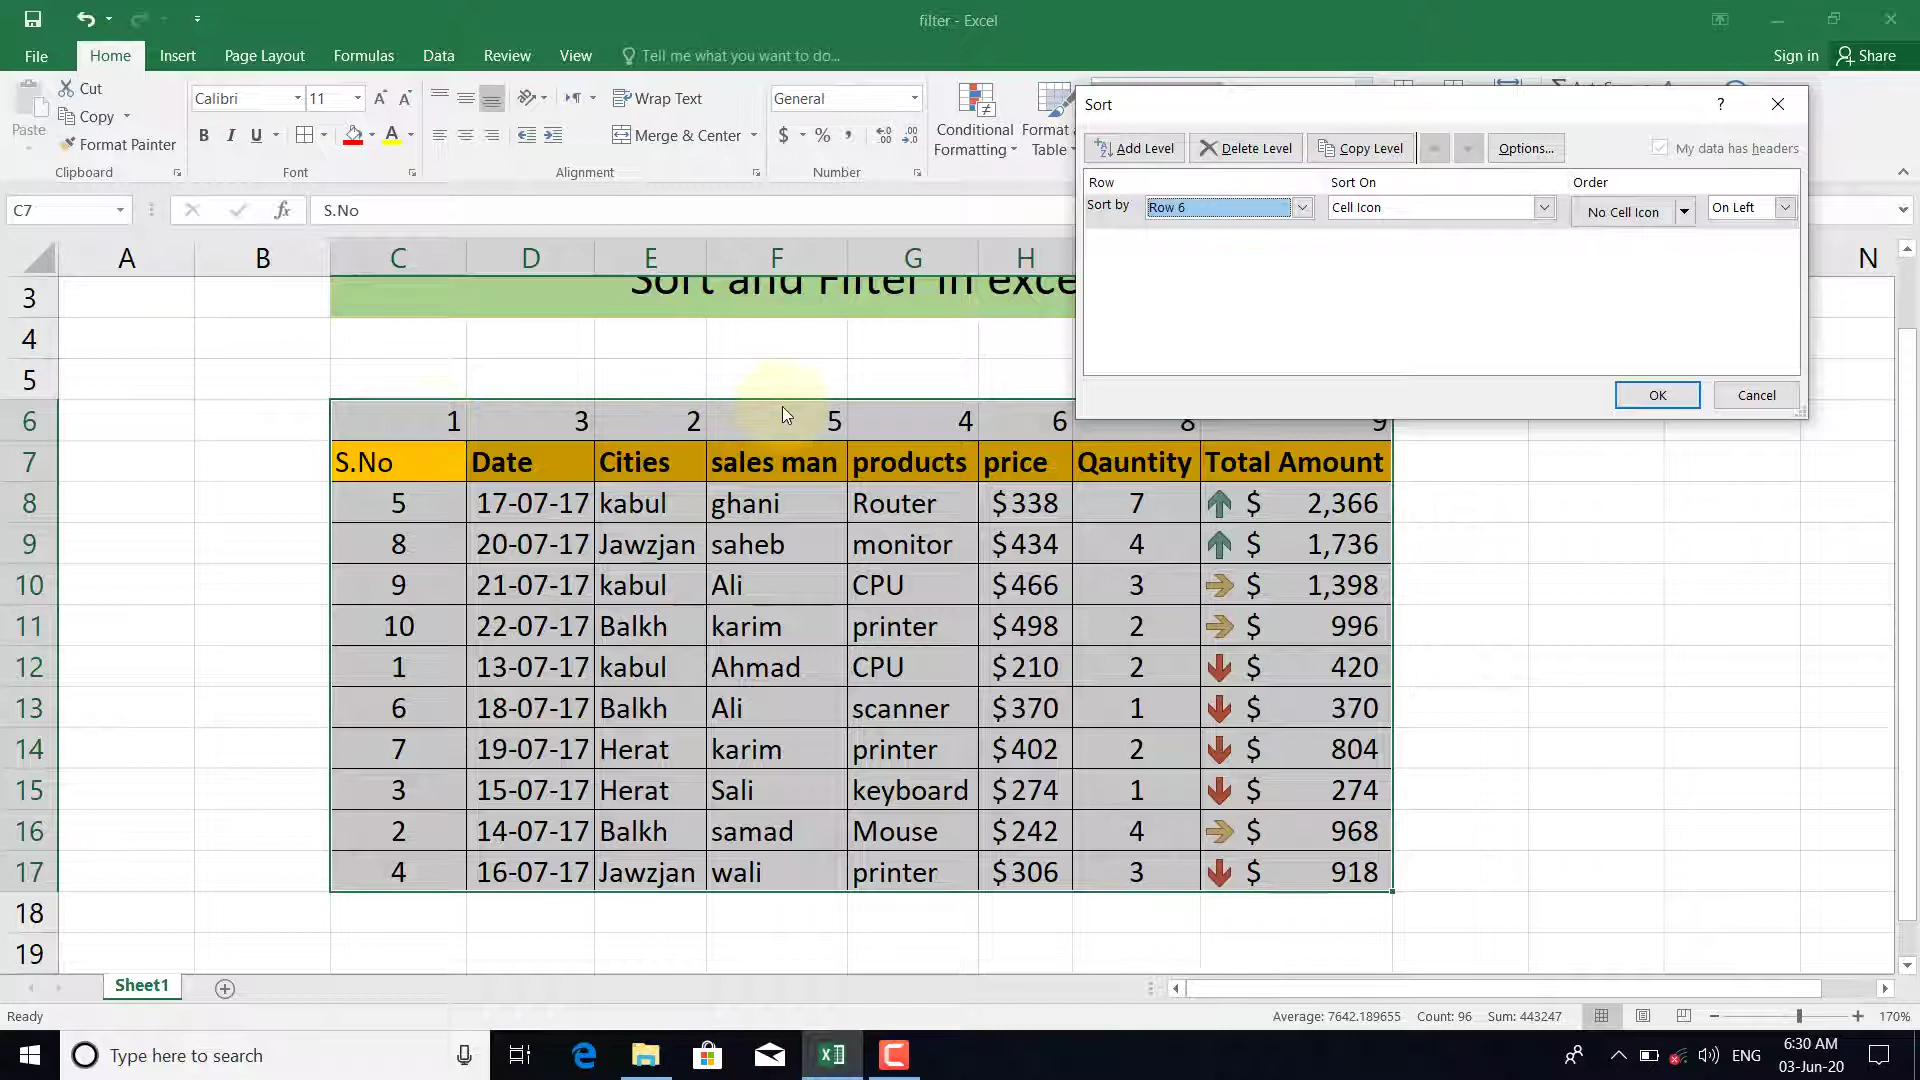 filter - Excel
File Home Insert Page Layout Formulas Data Review View Tell me what you want to do... Sign in Share
Paste
Cut
Copy
Format Painter
Clipboard
Calibri 11
B I U
Font
Wrap Text
Merge & Center
Alignment
General
$ % ,
Number
Conditional Formatting
Format a
Table
Sort ? 
Add Level Delete Level Copy Level Options... My data has headers
Row Sort On Order
Sort by Row 6 Cell Icon No Cell Icon On Left
OK Cancel
C7 fx S.No
A B C D E F G H N
3 Sort and Filter in exce
4
5
6 1 3 2 5 4 6 8 9
7 S.No Date Cities sales man products price Qauntity Total Amount
8 5 17-07-17 kabul ghani Router $338 7 $ 2,366
9 8 20-07-17 Jawzjan saheb monitor $434 4 $ 1,736
10 9 21-07-17 kabul Ali CPU $466 3 $ 1,398
11 10 22-07-17 Balkh karim printer $498 2 $ 996
12 1 13-07-17 kabul Ahmad CPU $210 2 $ 420
13 6 18-07-17 Balkh Ali scanner $370 1 $ 370
14 7 19-07-17 Herat karim printer $402 2 $ 804
15 3 15-07-17 Herat Sali keyboard $274 1 $ 274
16 2 14-07-17 Balkh samad Mouse $242 4 $ 968
17 4 16-07-17 Jawzjan wali printer $306 3 $ 918
18
19
Sheet1
Ready Average: 7642.189655 Count: 96 Sum: 443247 170%
Type here to search ENG
6:30 AM
03-Jun-20